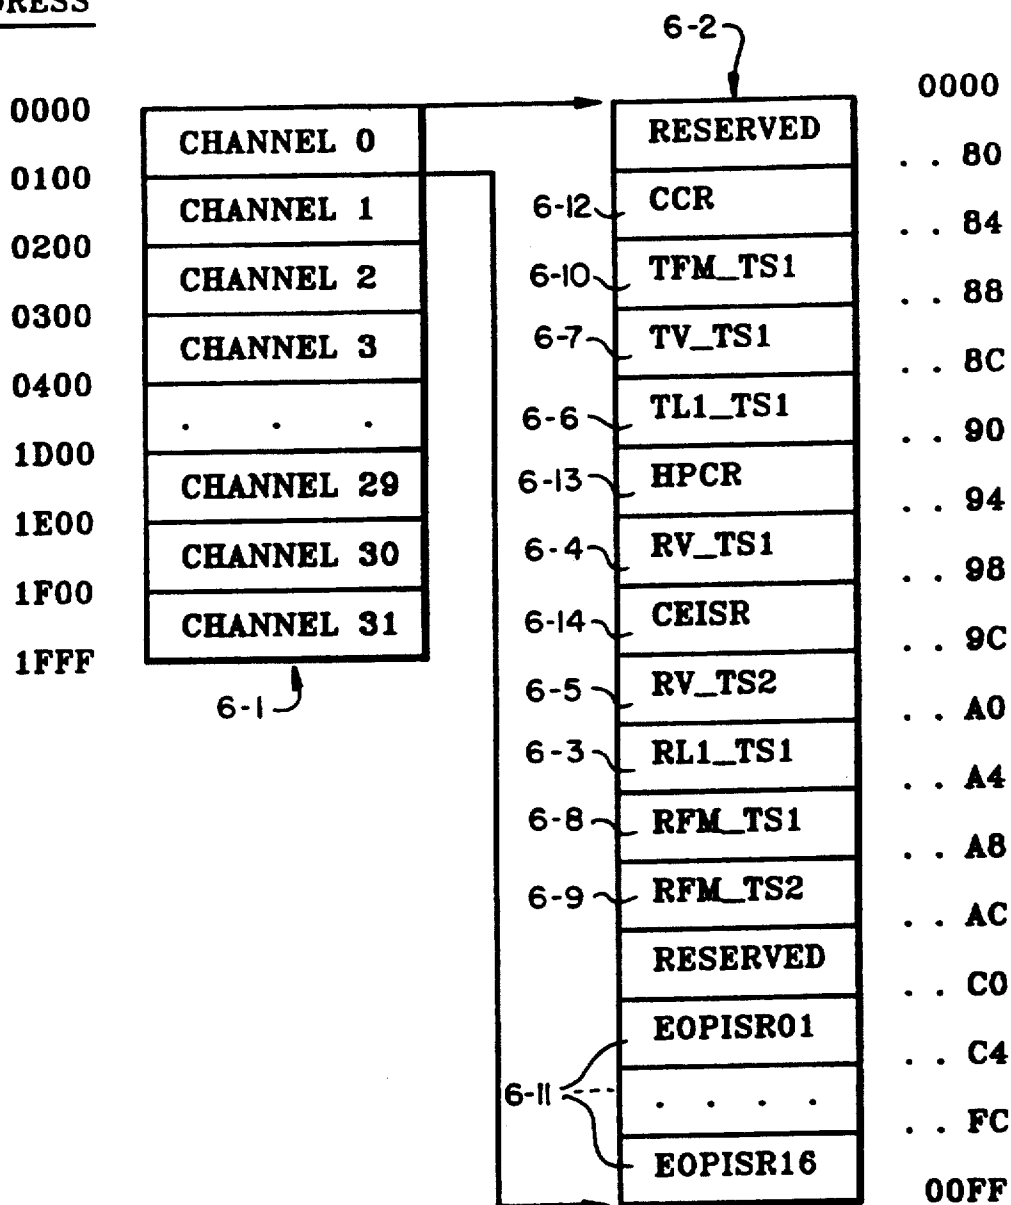 6-2
0000
0000
CHANNEL 0
RESERVED
. . 80
0100
CHANNEL 1
6-12
CCR
. . 84
0200
CHANNEL 2
6-10
TFM_TS1
. . 88
0300
CHANNEL 3
6-7
TV_TS1
. . 8C
0400
. . .
6-6
TL1_TS1
. . 90
1D00
CHANNEL 29
6-13
HPCR
. . 94
1E00
CHANNEL 30
6-4
RV_TS1
. . 98
1F00
CHANNEL 31
6-14
CEISR
. . 9C
1FFF
6-1
6-5
RV_TS2
. . A0
6-3
RL1_TS1
. . A4
6-8
RFM_TS1
. . A8
6-9
RFM_TS2
. . AC
RESERVED
. . C0
EOPISR01
. . C4
6-11
. . . .
. . FC
EOPISR16
00FF